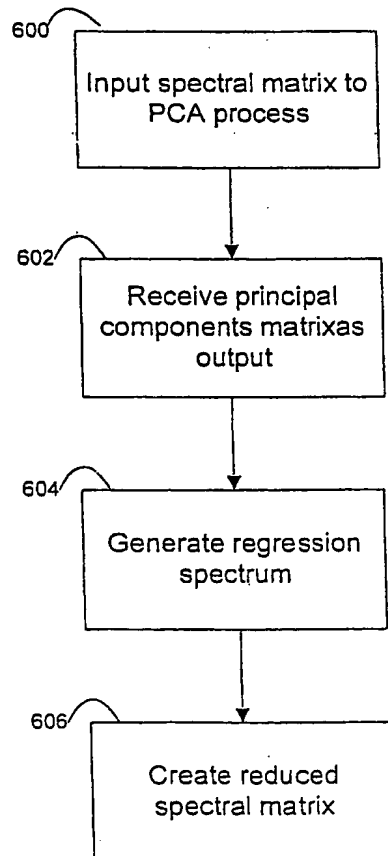 600
Input spectral matrix to
PCA process
602
Receive principal
components matrixas
output
604
Generate regression
spectrum
606
Create reduced
spectral matrix